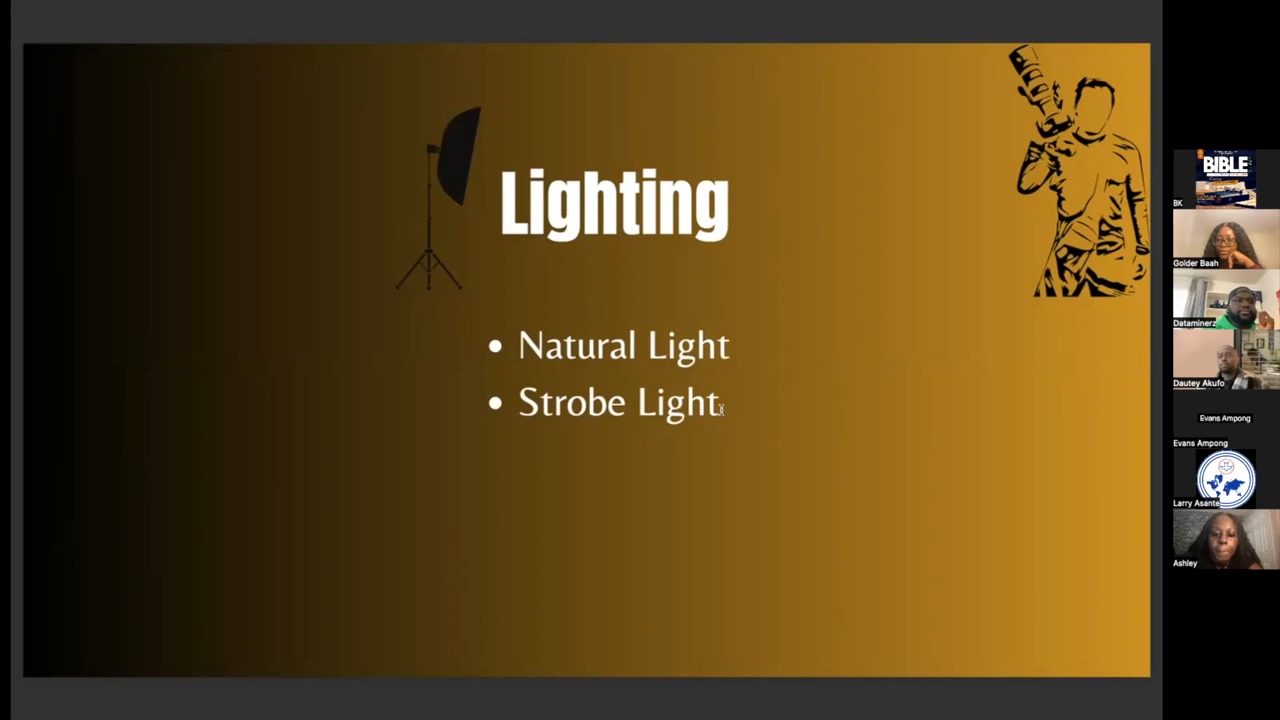 Lighting
• Natural Light
• Strobe Light
BIBLE
BK
Golder Baah
Dataminerz
Dautey Akufo
Evans Ampong
Evans Ampong
Larry Asante
Ashley